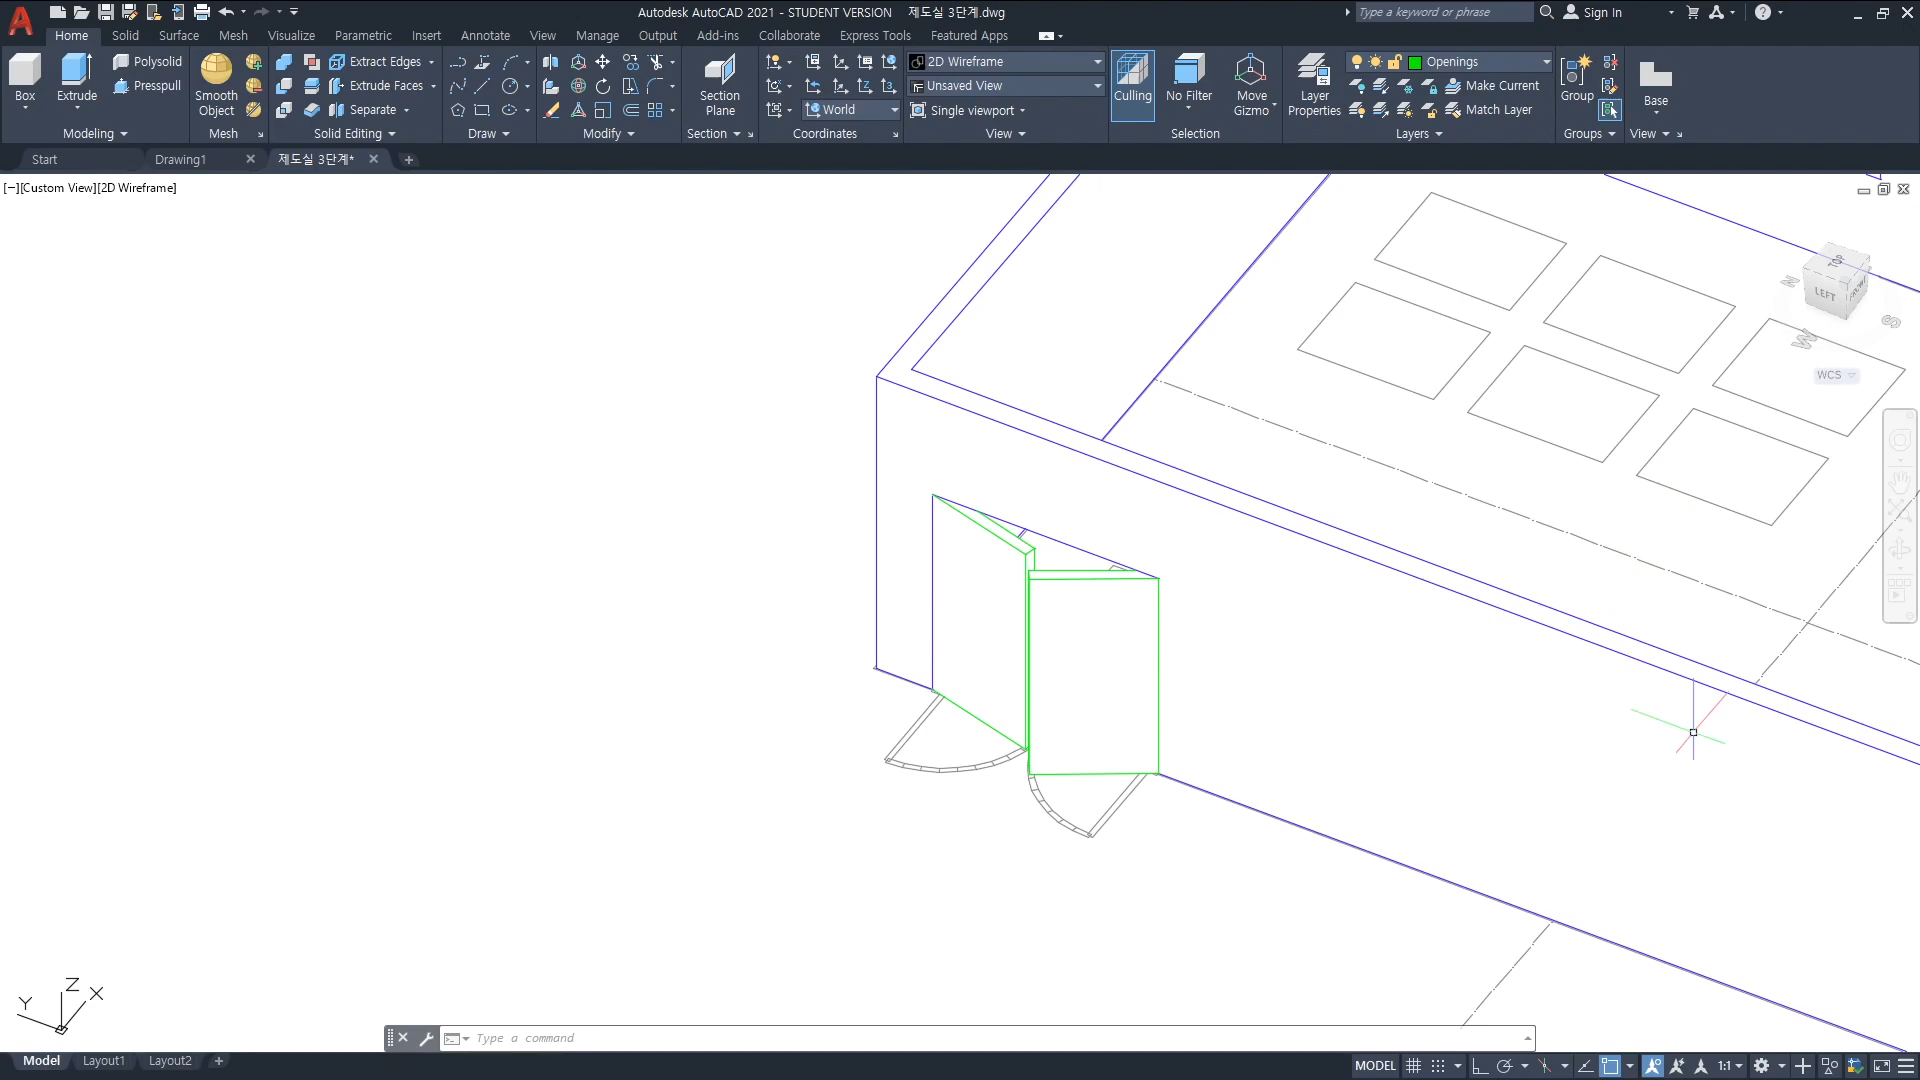 Autodesk AutoCAD 2021 - STUDENT VERSION 제도실 3단계.dwg
Type a keyword or phrase
Sign In
Home Solid Surface Mesh Visualize Parametric Insert Annotate View Manage Output Add-ins Collaborate Express Tools Featured Apps
Box
Extrude
Polysolid
Presspull
Modeling
Smooth
Object
Mesh
Extract Edges
Extrude Faces
Separate
Solid Editing
Draw
Modify
Section
Plane
Section
World
Coordinates
2D Wireframe
Unsaved View
Single viewport
View
Culling
No Filter
Move
Gizmo
Selection
Layer
Properties
Openings
Make Current
Match Layer
Layers
Group
Groups
Base
View
Start
Drawing1
제도실 3단계*
[−][Custom View][2D Wireframe]
TOP
LEFT
FRONT
N
S
W
WCS
Z
X
Y
Type a command
Model Layout1 Layout2
MODEL
1:1